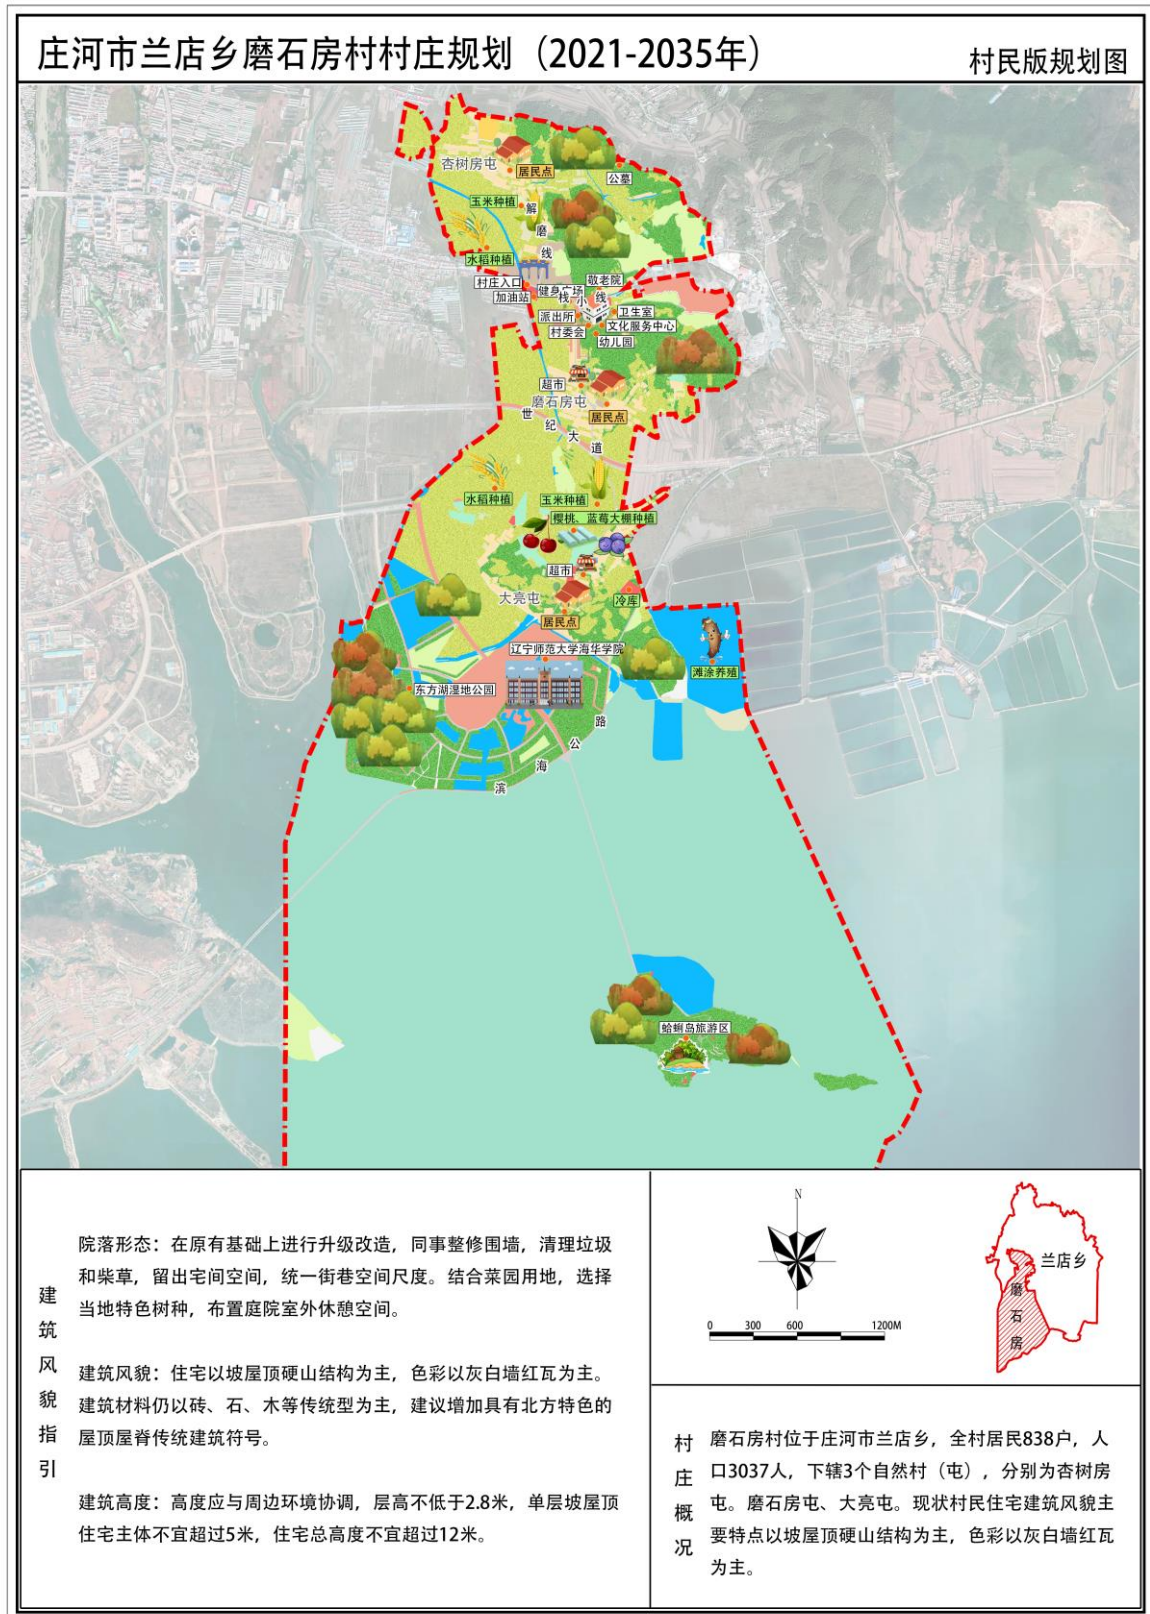 庄河市兰店乡磨石房村村庄规划（2021-2035年）
村民版规划图
杏树房屯
居民点
公墓
玉米种植
解磨线
水稻种植
村庄入口
敬老院
健身广场
加油站
栈小线
派出所
卫生室
村委会
文化服务中心
幼儿园
超市
磨石房屯
居民点
世纪大道
水稻种植
玉米种植
樱桃、蓝莓大棚种植
超市
大亮屯
冷库
居民点
辽宁师范大学海华学院
滩涂养殖
东方湖湿地公园
滨海公路
蛤蜊岛旅游区
建筑风貌指引
院落形态：在原有基础上进行升级改造，同事整修围墙，清理垃圾
和柴草，留出宅间空间，统一街巷空间尺度。结合菜园用地，选择
当地特色树种，布置庭院室外休憩空间。
建筑风貌：住宅以坡屋顶硬山结构为主，色彩以灰白墙红瓦为主。
建筑材料仍以砖、石、木等传统型为主，建议增加具有北方特色的
屋顶屋脊传统建筑符号。
建筑高度：高度应与周边环境协调，层高不低于2.8米，单层坡屋顶
住宅主体不宜超过5米，住宅总高度不宜超过12米。
N
0 300 600 1200M
兰店乡
磨石房
村庄概况
磨石房村位于庄河市兰店乡，全村居民838户，人
口3037人，下辖3个自然村（屯），分别为杏树房
屯。磨石房屯、大亮屯。现状村民住宅建筑风貌主
要特点以坡屋顶硬山结构为主，色彩以灰白墙红瓦
为主。